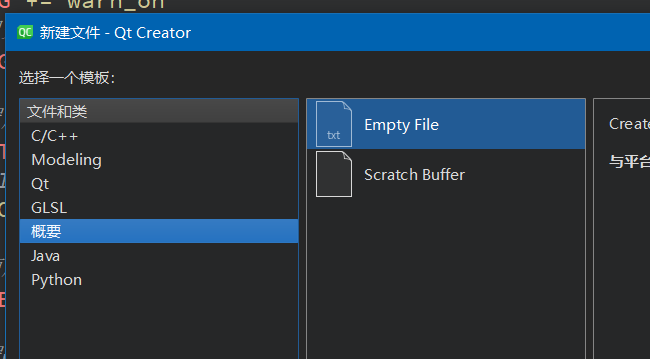 G += warn_on
QC 新建文件 - Qt Creator
选择一个模板：
文件和类
C/C++
Modeling
Qt
GLSL
概要
Java
Python
txt Empty File
Scratch Buffer
Create
与平台